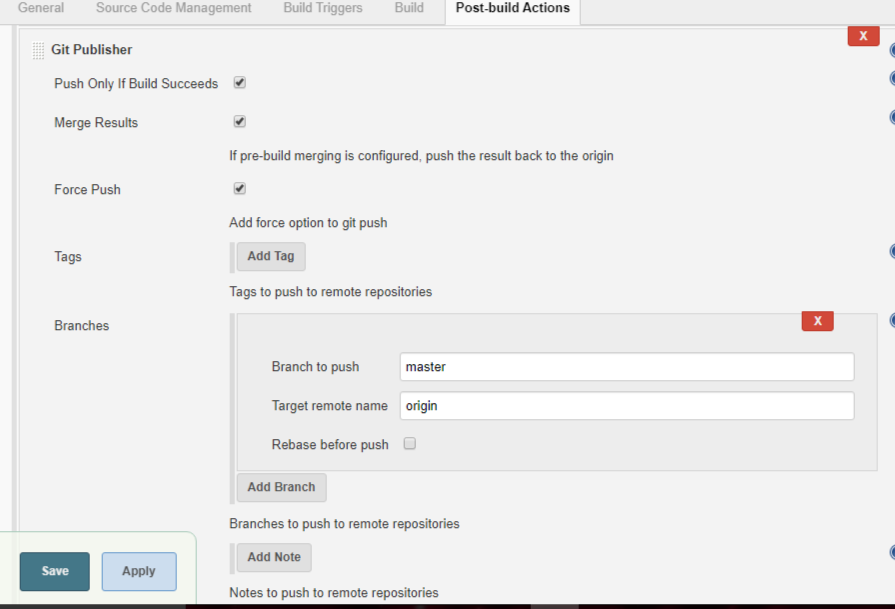 General Source Code Management Build Triggers Build Post-build Actions
X
Git Publisher
Push Only If Build Succeeds
Merge Results
If pre-build merging is configured, push the result back to the origin
Force Push
Add force option to git push
Tags Add Tag
Tags to push to remote repositories
Branches
X
Branch to push master
Target remote name origin
Rebase before push
Add Branch
Branches to push to remote repositories
Add Note
Save Apply
Notes to push to remote repositories